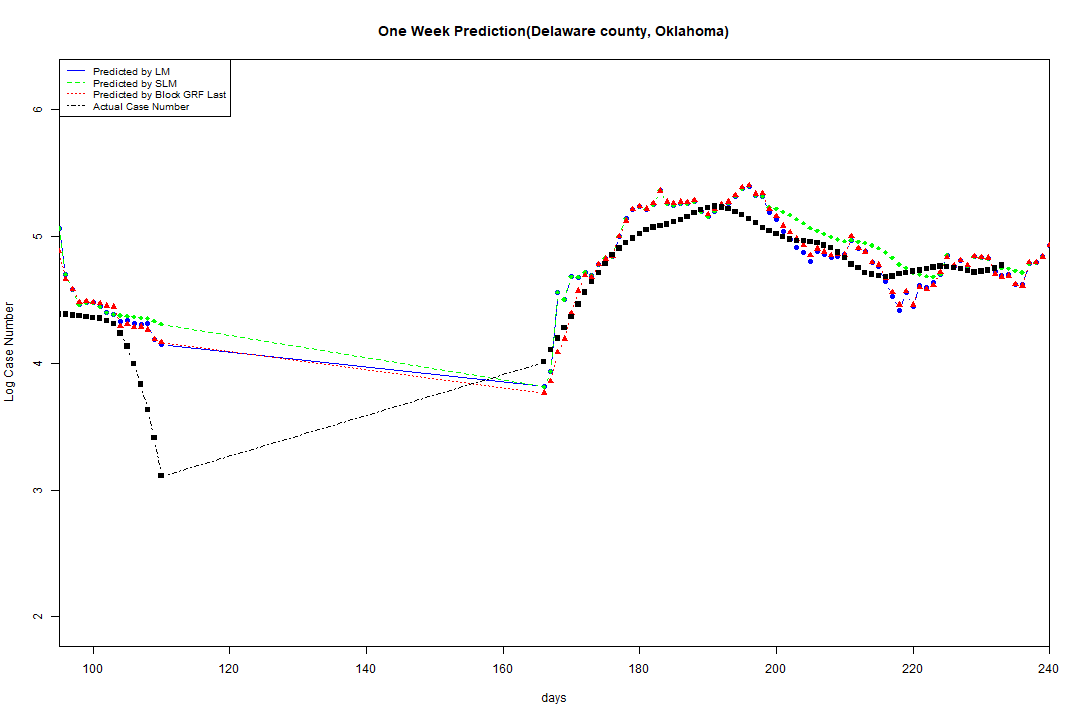 One Week Prediction(Delaware county, Oklahoma)
Predicted by LM
Predicted by SLM
Predicted by Block GRF Last
Actual Case Number
6
5
4
3
2
Log Case Number
100 120 140 160 180 200 220 240
days